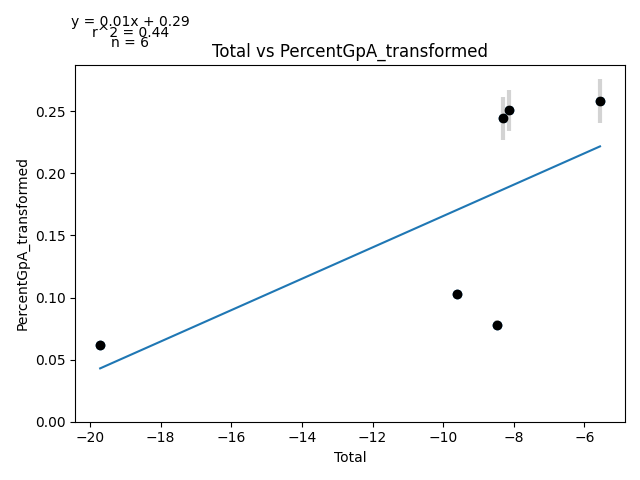 y = 0.01x + 0.29
r^2 = 0.44
n = 6
Total vs PercentGpA_transformed
PercentGpA_transformed
0.25
0.20
0.15
0.10
0.05
0.00
−20 −18 −16 −14 −12 −10 −8 −6
Total